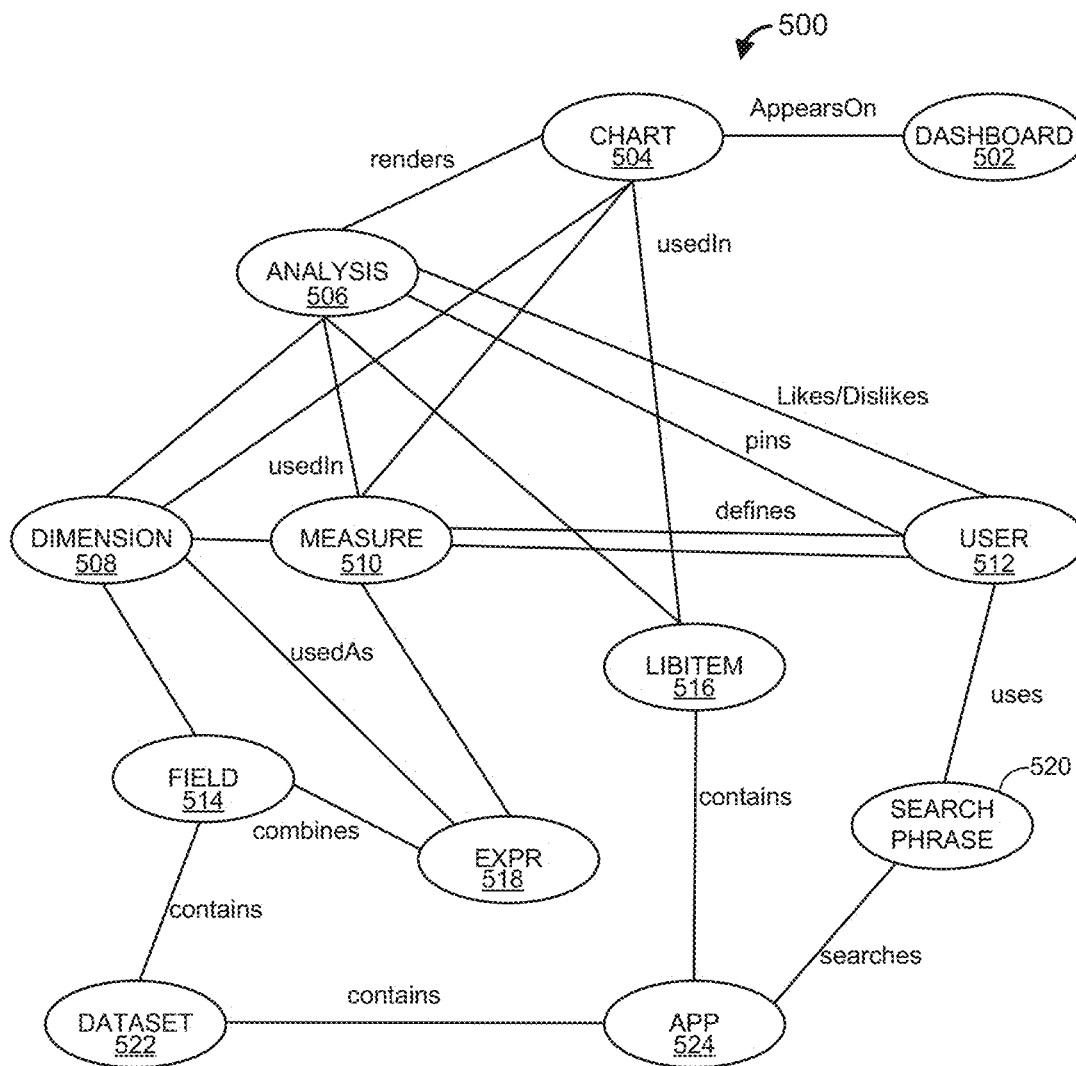 500
AppearsOn
CHART
504
DASHBOARD
502
renders
usedIn
ANALYSIS
506
Likes/Dislikes
pins
usedIn
defines
DIMENSION
508
MEASURE
510
USER
512
usedAs
LIBITEM
516
uses
FIELD
514
520
contains
SEARCH
PHRASE
combines
EXPR
518
contains
searches
contains
DATASET
522
APP
524